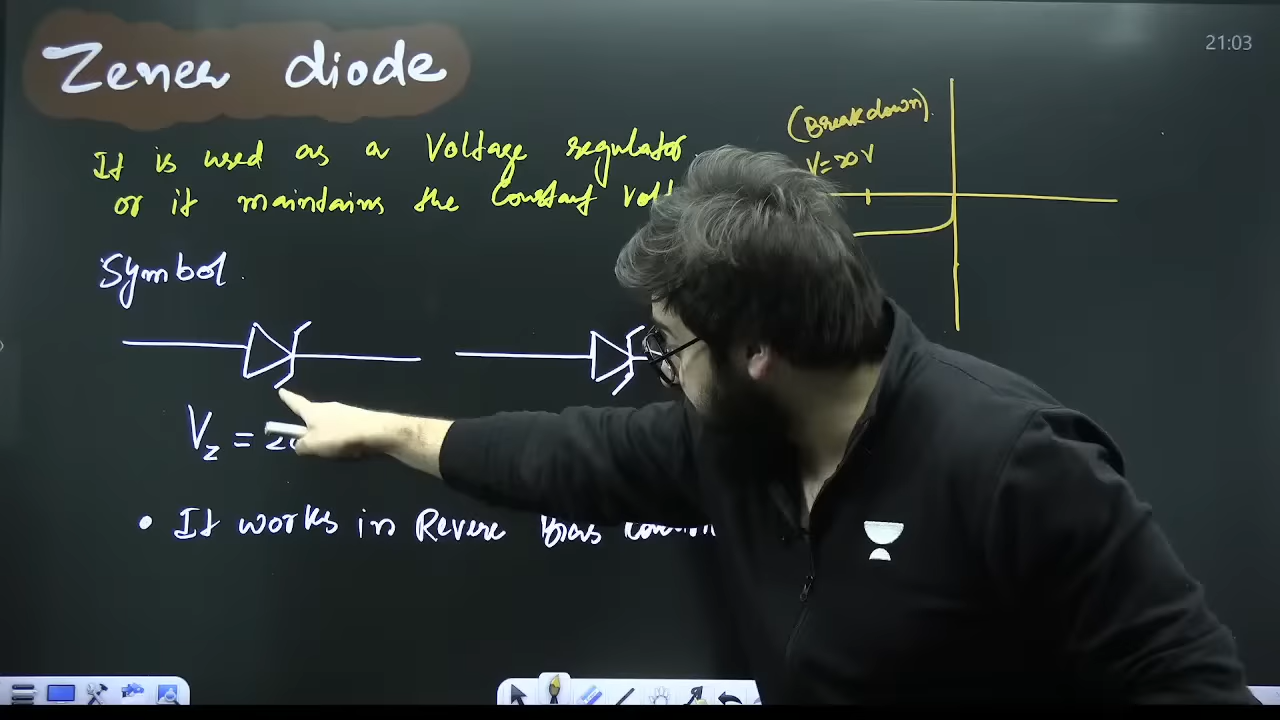 Zener diode
21:03
(Breakdown)
V=20V
It is used as a Voltage regulator
or it maintains the Constant
Symbol.
Vz =
• It works in Reverse Bias